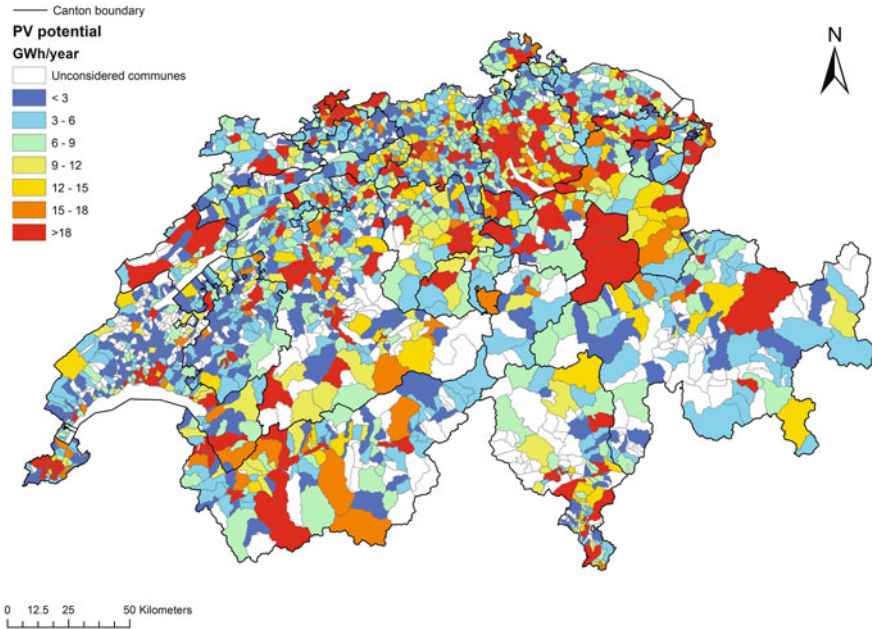 Canton boundary
PV potential
GWh/year
Unconsidered communes
< 3
3 - 6
6 - 9
9 - 12
12 - 15
15 - 18
>18
N
0 12.5 25 50 Kilometers